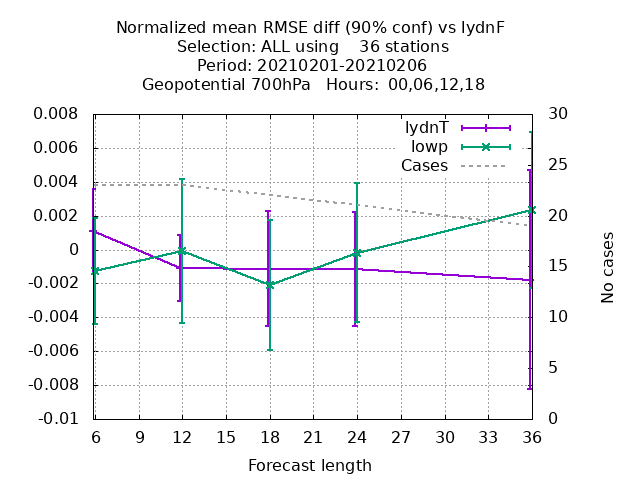 Normalized mean RMSE diff (90% conf) vs lydnF
Selection: ALL using    36 stations
Period: 20210201-20210206
Geopotential 700hPa   Hours:  00,06,12,18
0.008
0.006
0.004
0.002
0
-0.002
-0.004
-0.006
-0.008
-0.01
30
25
20
15
10
5
0
lydnT
lowp
Cases
No cases
6 9 12 15 18 21 24 27 30 33 36
Forecast length